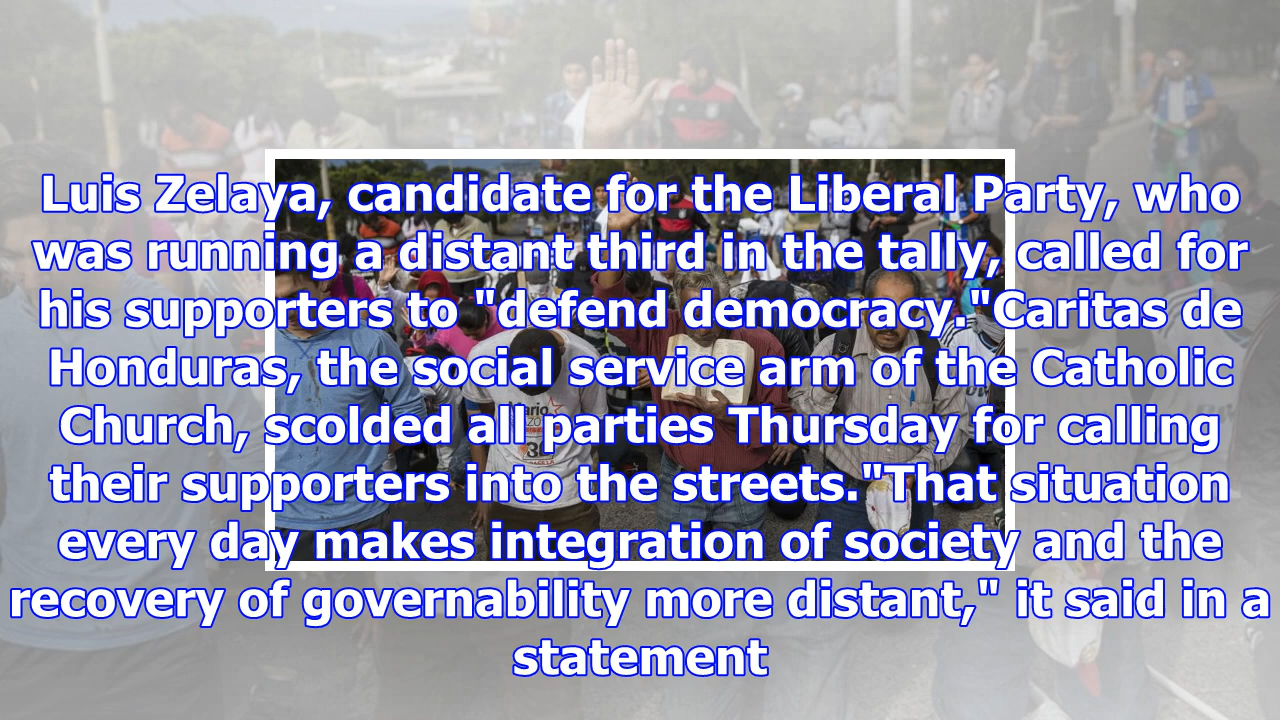 Luis Zelaya, candidate for the Liberal Party, who
was running a distant third in the tally, called for
his supporters to "defend democracy."Caritas de
Honduras, the social service arm of the Catholic
Church, scolded all parties Thursday for calling
their supporters into the streets. "That situation
every day makes integration of society and the
recovery of governability more distant," it said in a
statement